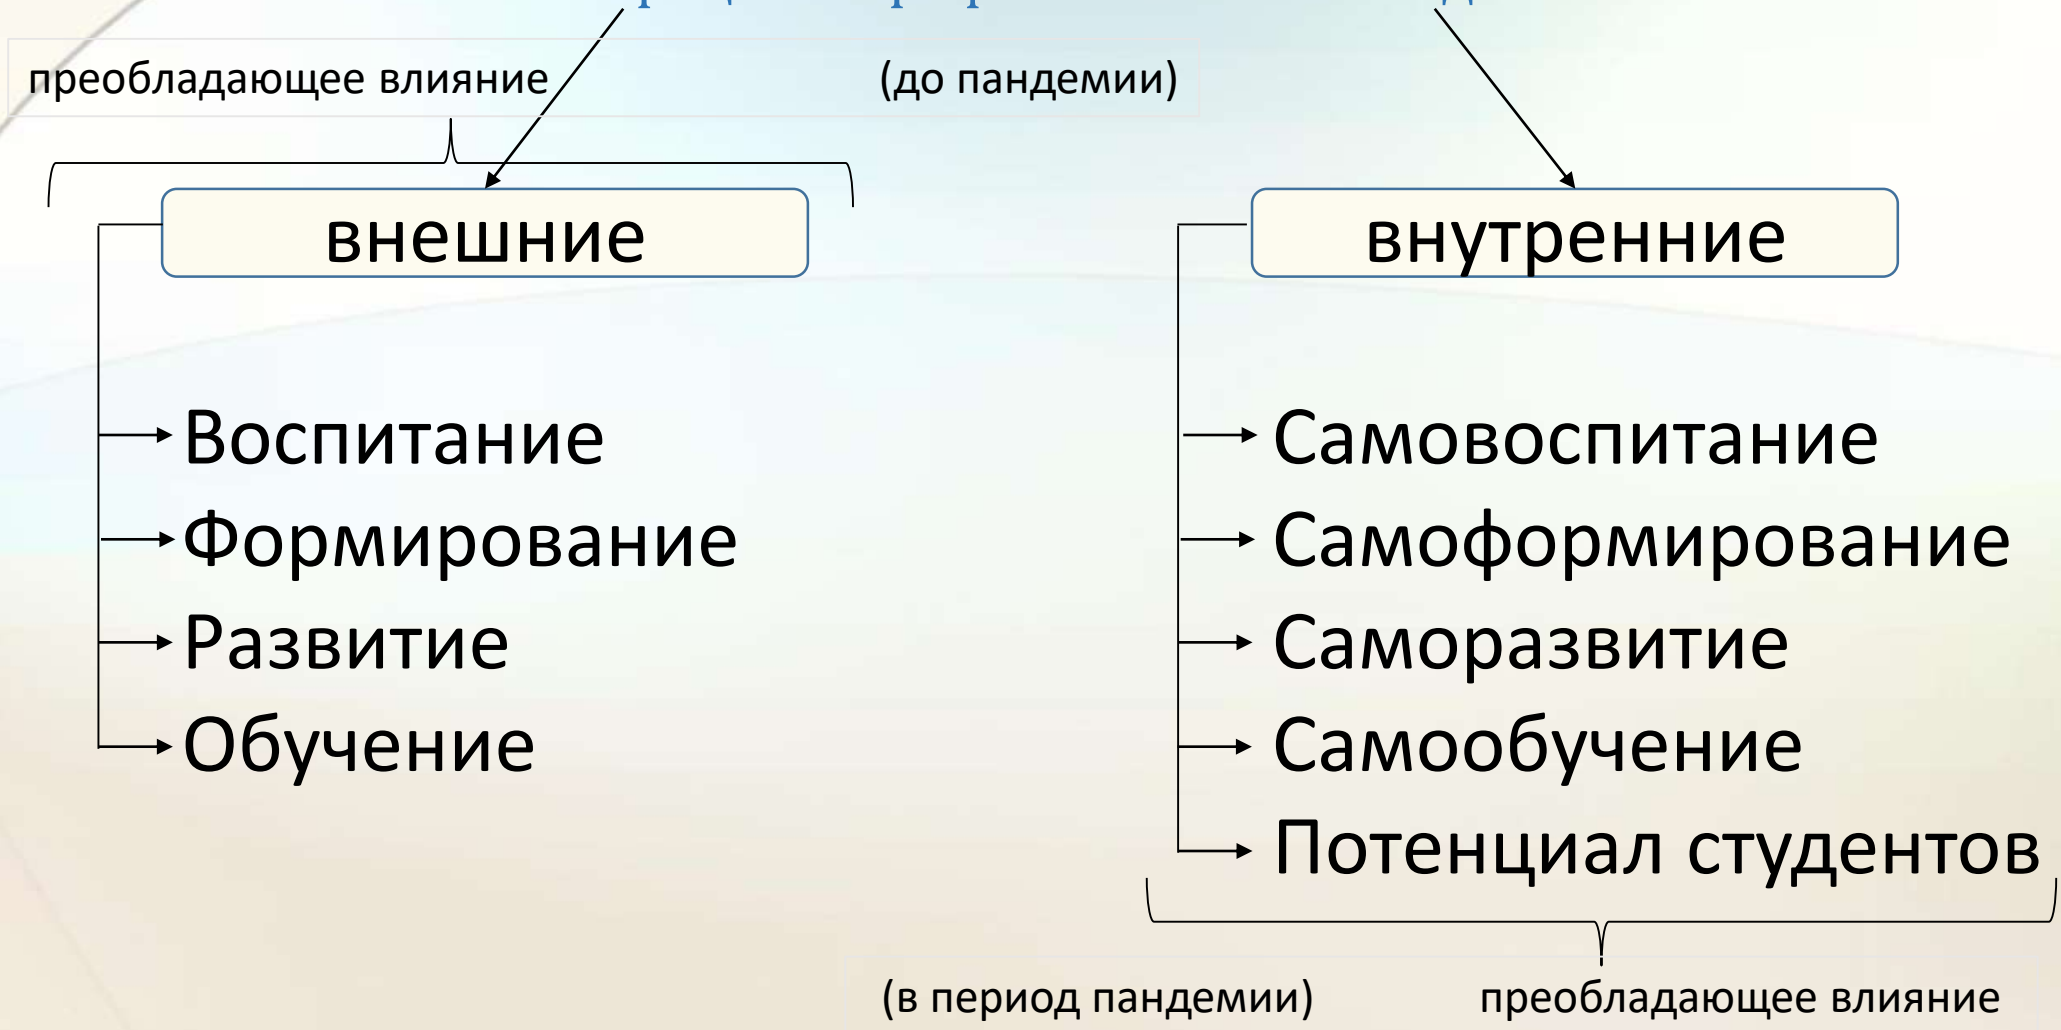 преобладающее влияние (до пандемии)
внешние
Воспитание
Формирование
Развитие
Обучение
внутренние
Самовоспитание
Самоформирование
Саморазвитие
Самообучение
Потенциал студентов
(в период пандемии) преобладающее влияние